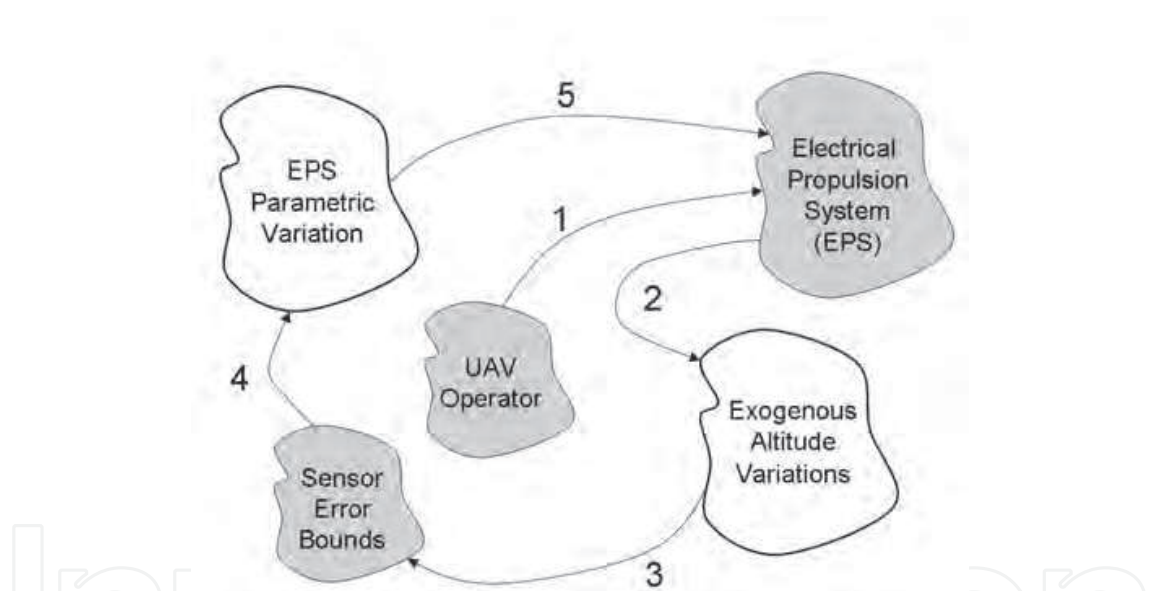 5
EPS
Parametric
Variation
Electrical
Propulsion
System
(EPS)
1
2
UAV
Operator
4
Exogenous
Altitude
Variations
Sensor
Error
Bounds
3